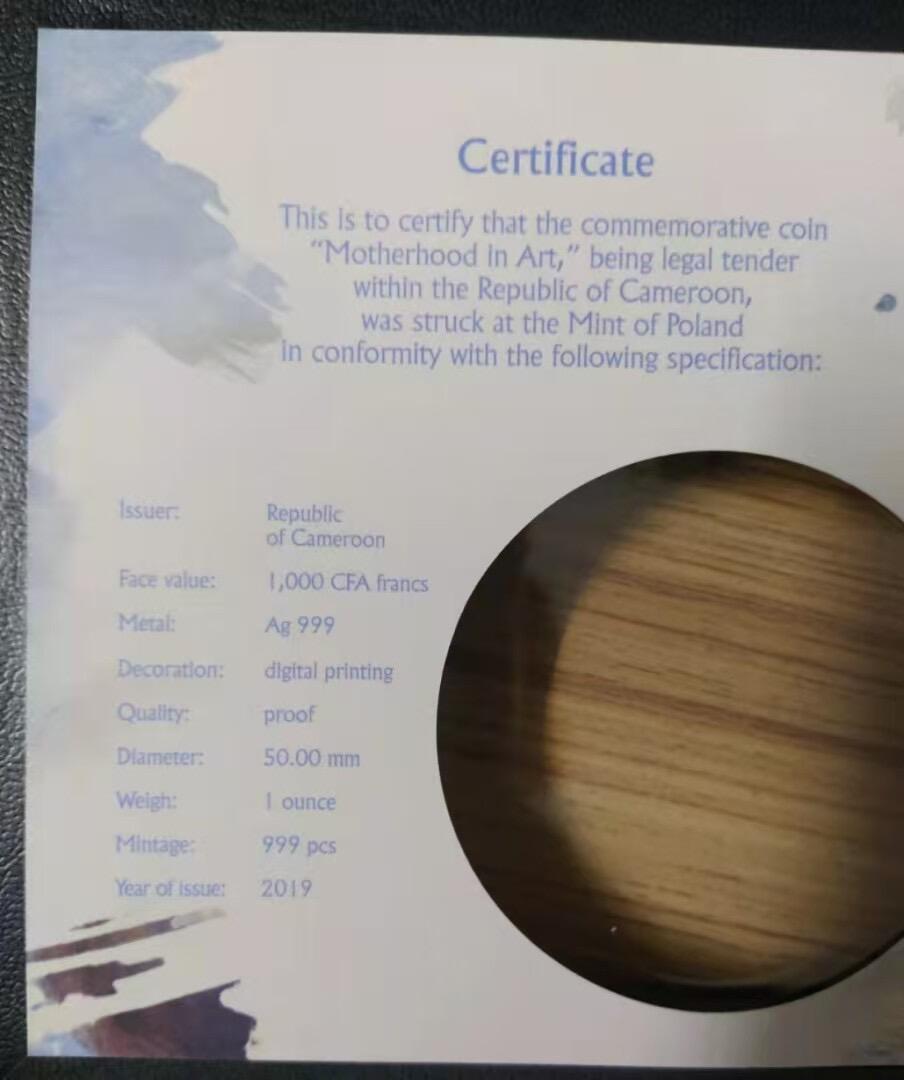 Certificate
This is to certify that the commemorative coin
“Motherhood in Art,” being legal tender
within the Republic of Cameroon,
was struck at the Mint of Poland
in conformity with the following specification:
Issuer: Republic
of Cameroon
Face value: 1,000 CFA francs
Metal: Ag 999
Decoration: digital printing
Quality: proof
Diameter: 50.00 mm
Weigh: 1 ounce
Mintage: 999 pcs
Year of issue: 2019